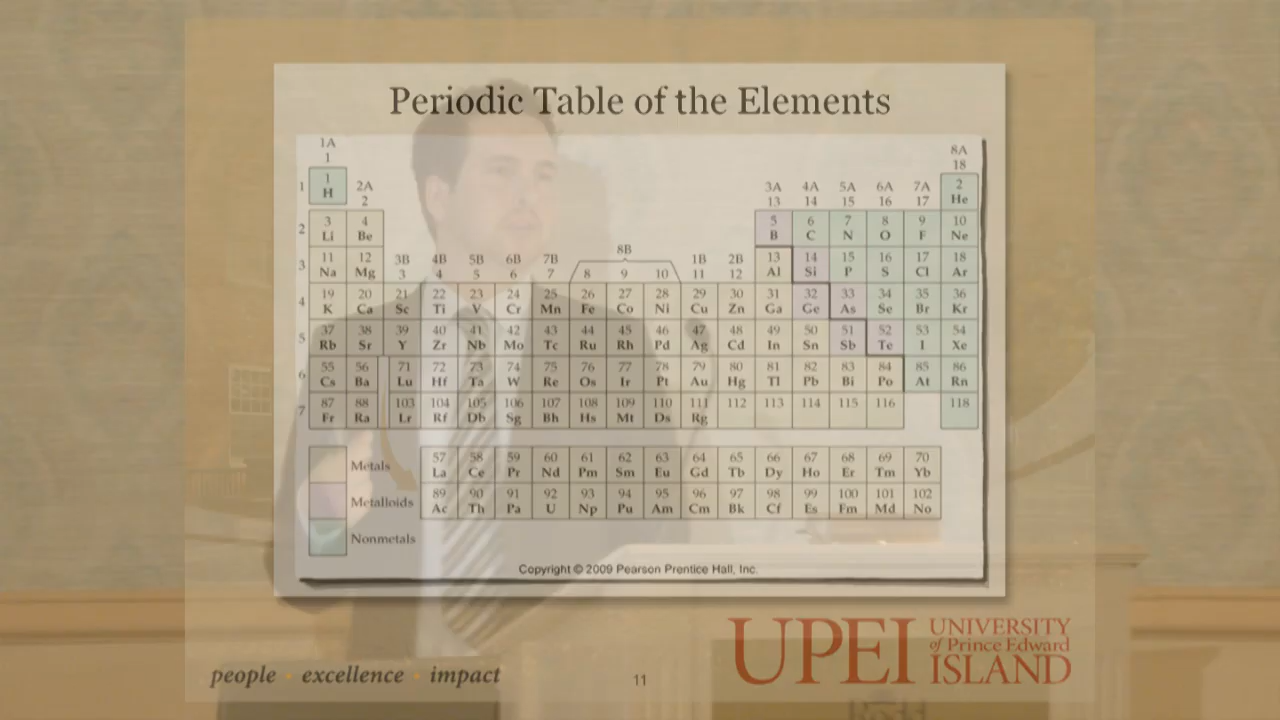 Periodic Table of the Elements
1A 8A
1 18
1 2A 3A 4A 5A 6A 7A 2
H 2 13 14 15 16 17 He
1
3 4 5 6 7 8 9 10
Li Be B C N O F Ne
2
11 12 3B 4B 5B 6B 7B 8B 1B 2B 13 14 15 16 17 18
Na Mg 3 4 5 6 7 8 9 10 11 12 Al Si P S Cl Ar
3
19 20 21 22 23 24 25 26 27 28 29 30 31 32 33 34 35 36
K Ca Sc Ti V Cr Mn Fe Co Ni Cu Zn Ga Ge As Se Br Kr
4
37 38 39 40 41 42 43 44 45 46 47 48 49 50 51 52 53 54
Rb Sr Y Zr Nb Mo Tc Ru Rh Pd Ag Cd In Sn Sb Te I Xe
5
55 56 71 72 73 74 75 76 77 78 79 80 81 82 83 84 85 86
Cs Ba Lu Hf Ta W Re Os Ir Pt Au Hg Tl Pb Bi Po At Rn
6
87 88 103 104 105 106 107 108 109 110 111 112 113 114 115 116 118
Fr Ra Lr Rf Db Sg Bh Hs Mt Ds Rg
7
Metals
57 58 59 60 61 62 63 64 65 66 67 68 69 70
La Ce Pr Nd Pm Sm Eu Gd Tb Dy Ho Er Tm Yb
Metalloids
89 90 91 92 93 94 95 96 97 98 99 100 101 102
Ac Th Pa U Np Pu Am Cm Bk Cf Es Fm Md No
Nonmetals
Copyright © 2009 Pearson Prentice Hall, Inc.
UPEI UNIVERSITY
of Prince Edward
ISLAND
people • excellence • impact
11
Rodd